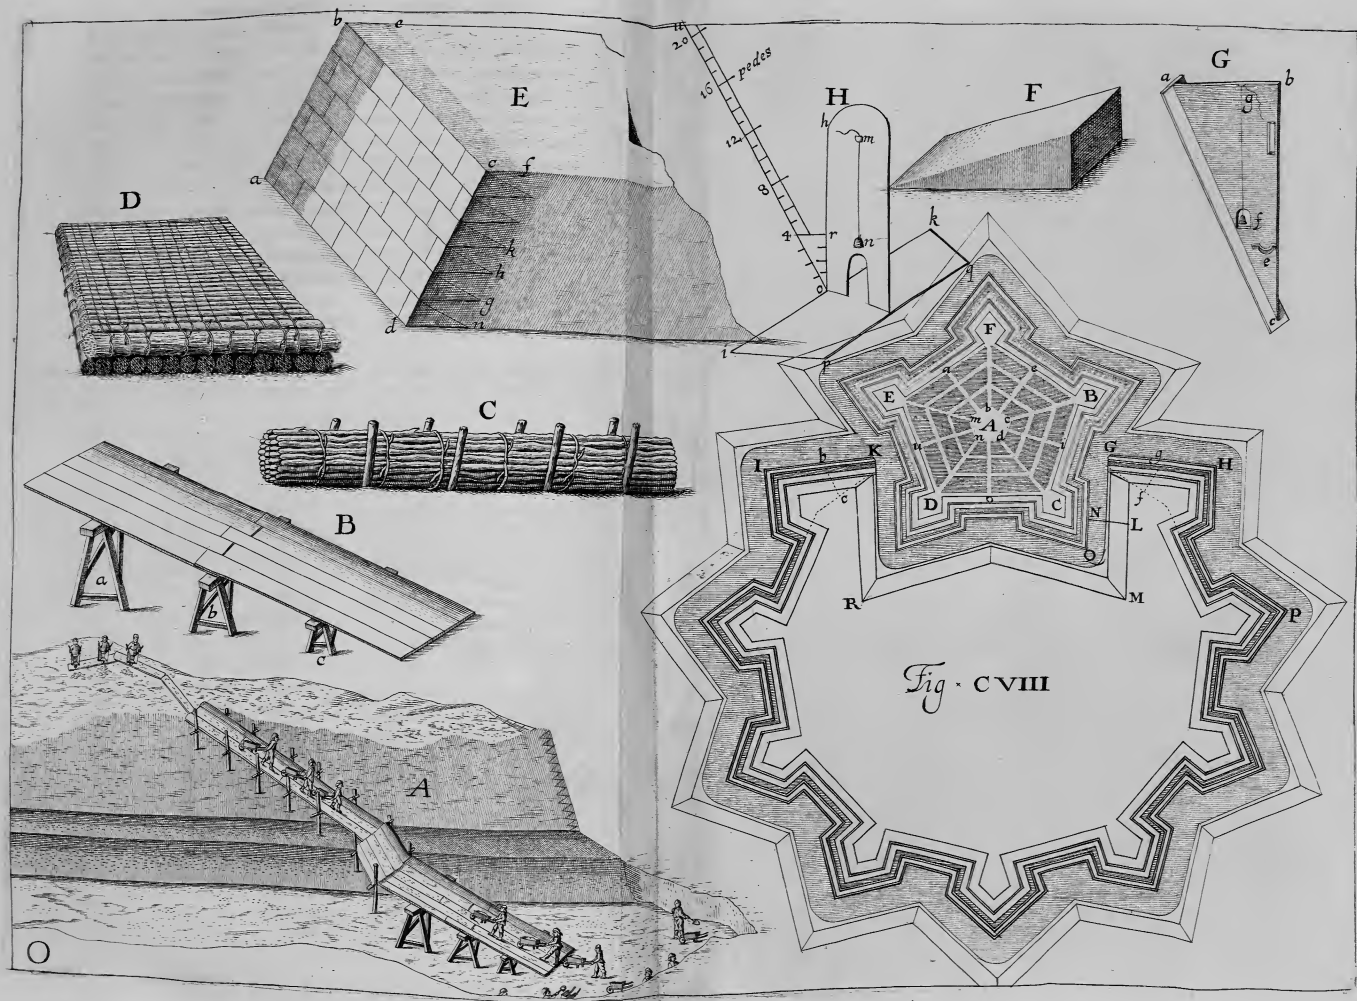 b e
E
a
c f
k
h
g
n
d
D
C
B
a
b
c
A
O
u
20
pedes
16
12
8
4 r
o
H
h
m
n
k
q
i
p
F
G
a b
g
f
e
c
F
a e
E B
b
m c
A
n d
u i
D o C
I b K
c
G g H
f
N L
O
R M
P
Fig. CVIII